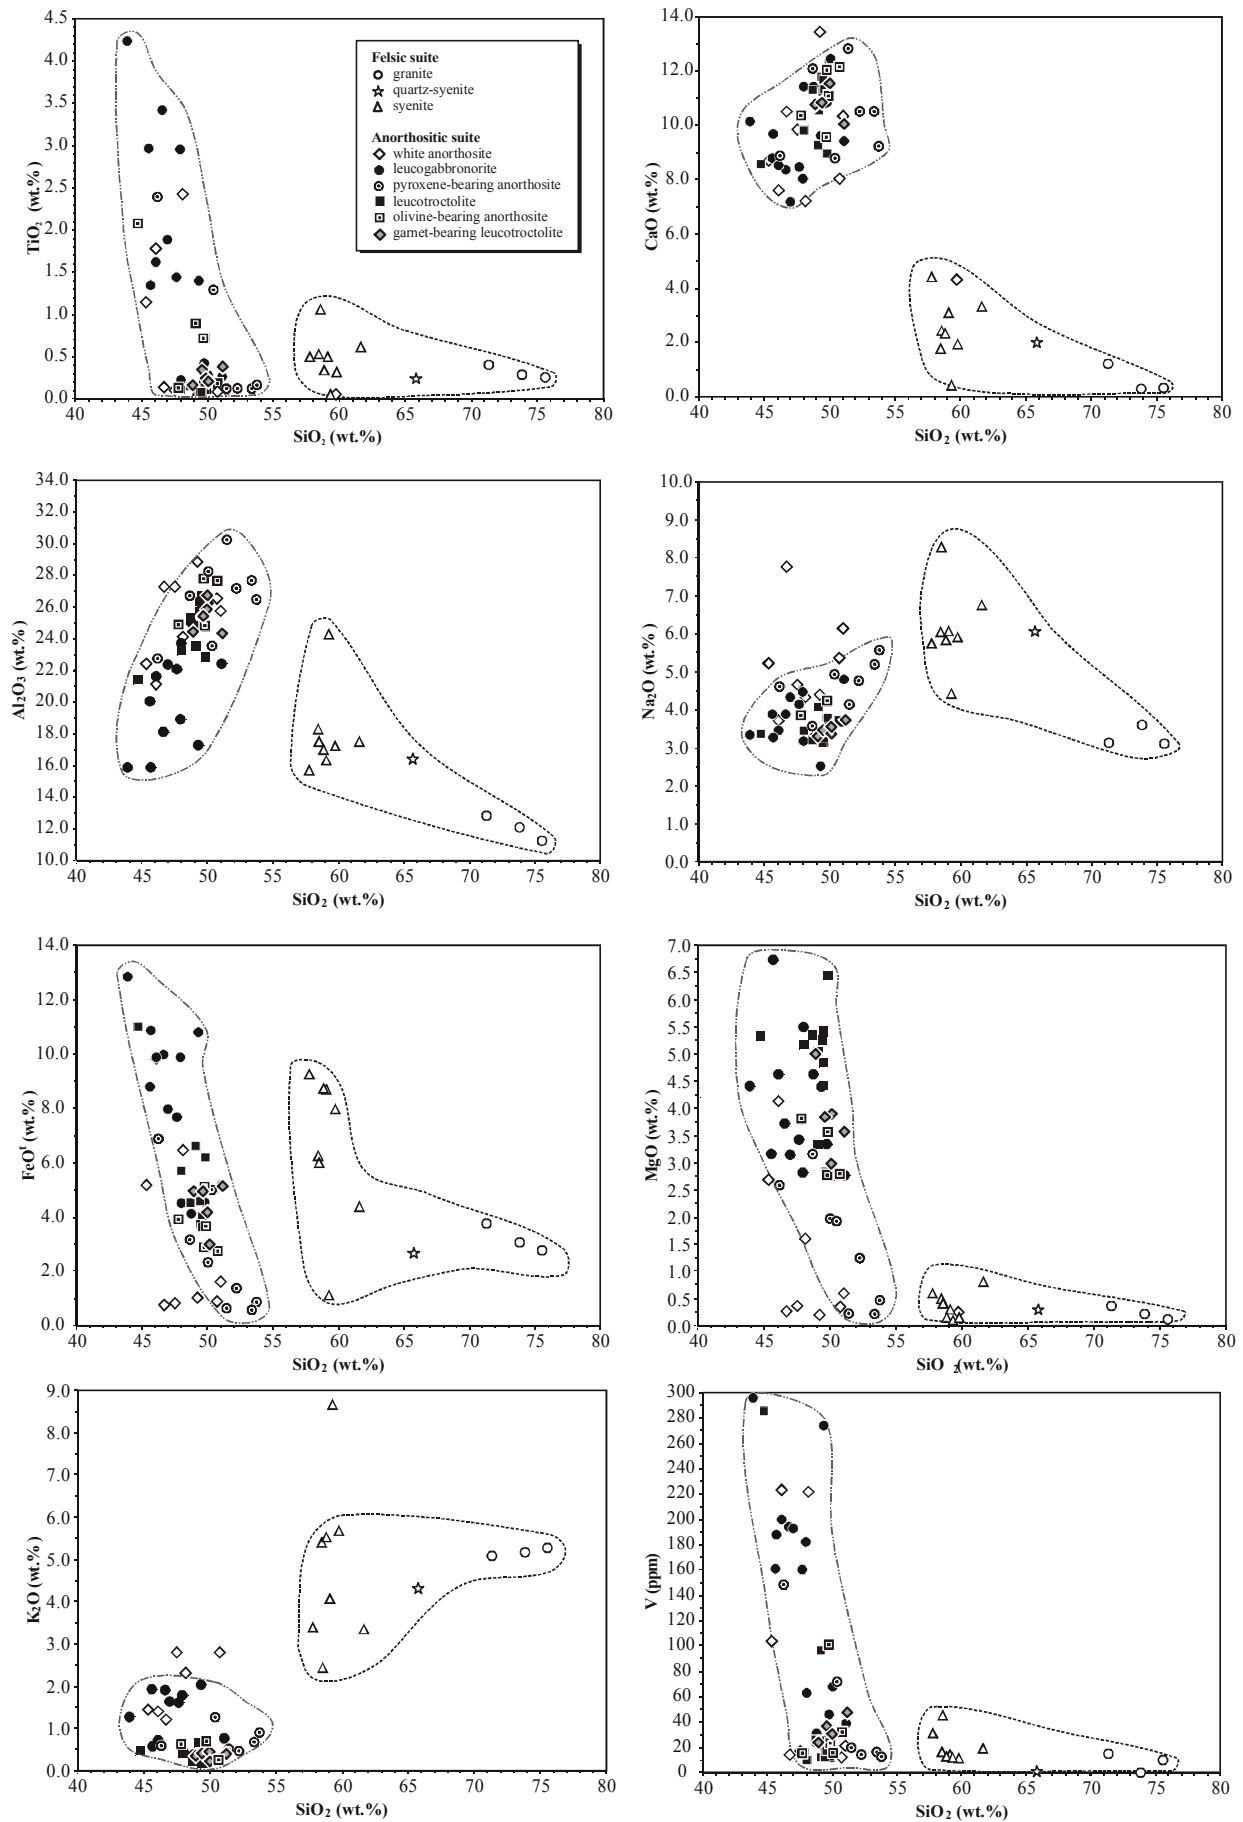 4.5
4.0
3.5
3.0
2.5
2.0
1.5
1.0
0.5
0.0
TiO2 (wt.%)
40 45 50 55 60 65 70 75 80
SiO2 (wt.%)
Felsic suite
granite
quartz-syenite
syenite
Anorthositic suite
white anorthosite
leucogabbronorite
pyroxene-bearing anorthosite
leucotroctolite
olivine-bearing anorthosite
garnet-bearing leucotroctolite
14.0
12.0
10.0
8.0
6.0
4.0
2.0
0.0
CaO (wt.%)
40 45 50 55 60 65 70 75 80
SiO2 (wt.%)
34.0
32.0
30.0
28.0
26.0
24.0
22.0
20.0
18.0
16.0
14.0
12.0
10.0
Al2O3 (wt.%)
40 45 50 55 60 65 70 75 80
SiO2 (wt.%)
10.0
9.0
8.0
7.0
6.0
5.0
4.0
3.0
2.0
1.0
0.0
Na2O (wt.%)
40 45 50 55 60 65 70 75 80
SiO2 (wt.%)
14.0
12.0
10.0
8.0
6.0
4.0
2.0
0.0
FeOt (wt.%)
40 45 50 55 60 65 70 75 80
SiO2 (wt.%)
7.0
6.5
6.0
5.5
5.0
4.5
4.0
3.5
3.0
2.5
2.0
1.5
1.0
0.5
0.0
MgO (wt.%)
40 45 50 55 60 65 70 75 80
SiO 2(wt.%)
9.0
8.0
7.0
6.0
5.0
4.0
3.0
2.0
1.0
0.0
K2O (wt.%)
40 45 50 55 60 65 70 75 80
SiO2 (wt.%)
300
280
260
240
220
200
180
160
140
120
100
80
60
40
20
0
V (ppm)
40 45 50 55 60 65 70 75 80
SiO2 (wt.%)